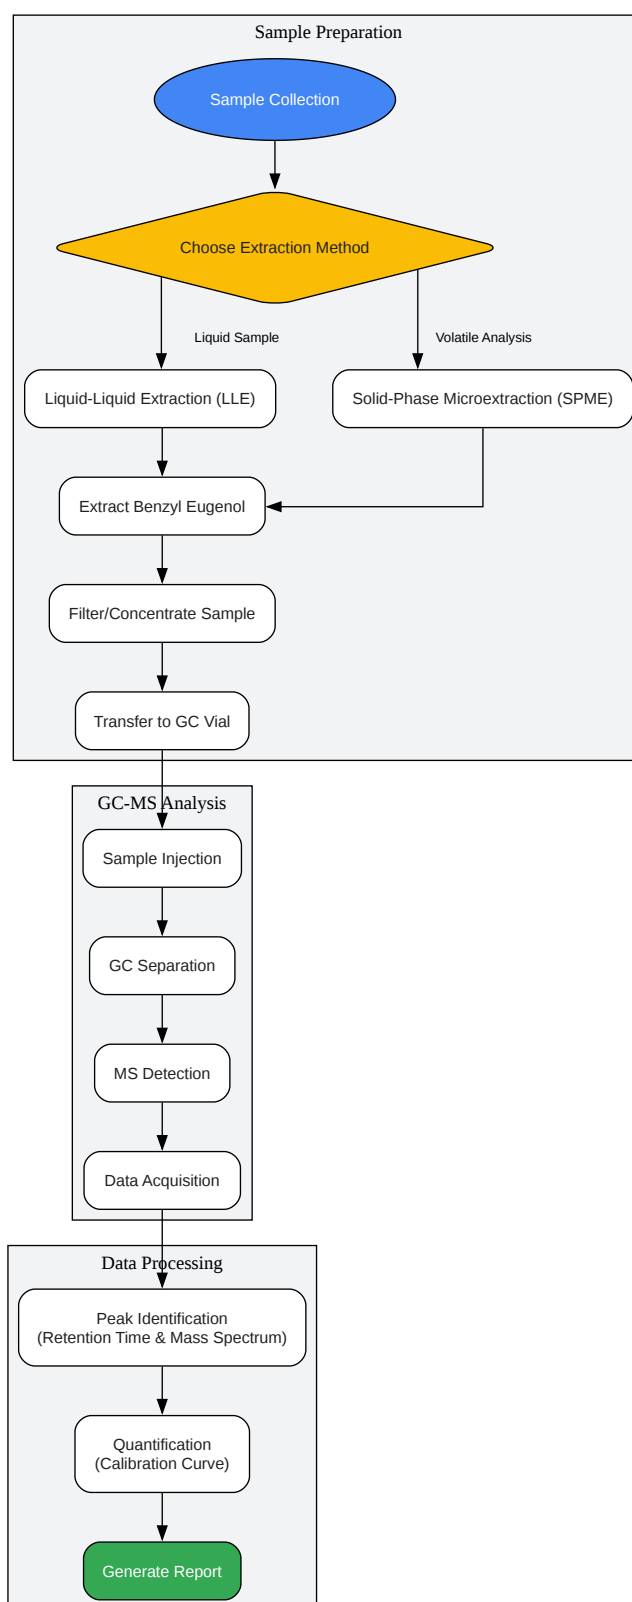 Sample Preparation
Sample Collection
Choose Extraction Method
Liquid Sample
Volatile Analysis
Liquid-Liquid Extraction (LLE)
Solid-Phase Microextraction (SPME)
Extract Benzyl Eugenol
Filter/Concentrate Sample
Transfer to GC Vial
GC-MS Analysis
Sample Injection
GC Separation
MS Detection
Data Acquisition
Data Processing
Peak Identification
(Retention Time & Mass Spectrum)
Quantification
(Calibration Curve)
Generate Report